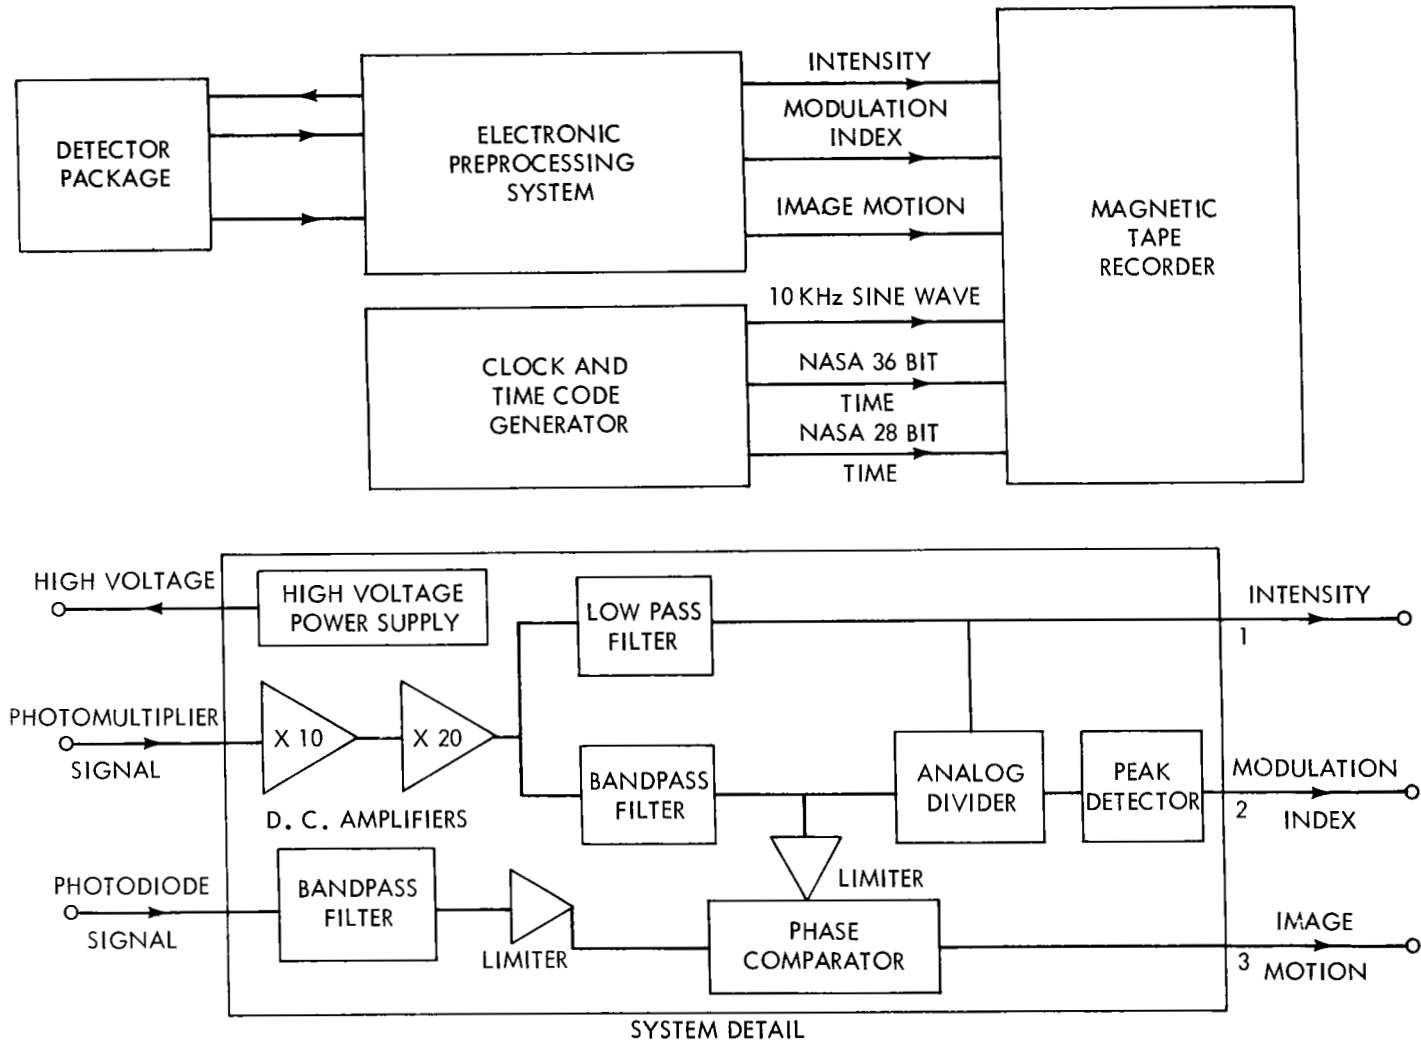 DETECTOR
PACKAGE
ELECTRONIC
PREPROCESSING
SYSTEM
INTENSITY
MODULATION
INDEX
IMAGE MOTION
MAGNETIC
TAPE
RECORDER
CLOCK AND
TIME CODE
GENERATOR
10 KHz SINE WAVE
NASA 36 BIT
TIME
NASA 28 BIT
TIME
HIGH VOLTAGE
HIGH VOLTAGE
POWER SUPPLY
LOW PASS
FILTER
INTENSITY
1
PHOTOMULTIPLIER
SIGNAL
X 10
X 20
D. C. AMPLIFIERS
BANDPASS
FILTER
ANALOG
DIVIDER
PEAK
DETECTOR
MODULATION
2
INDEX
PHOTODIODE
SIGNAL
BANDPASS
FILTER
LIMITER
LIMITER
PHASE
COMPARATOR
IMAGE
3
MOTION
SYSTEM DETAIL